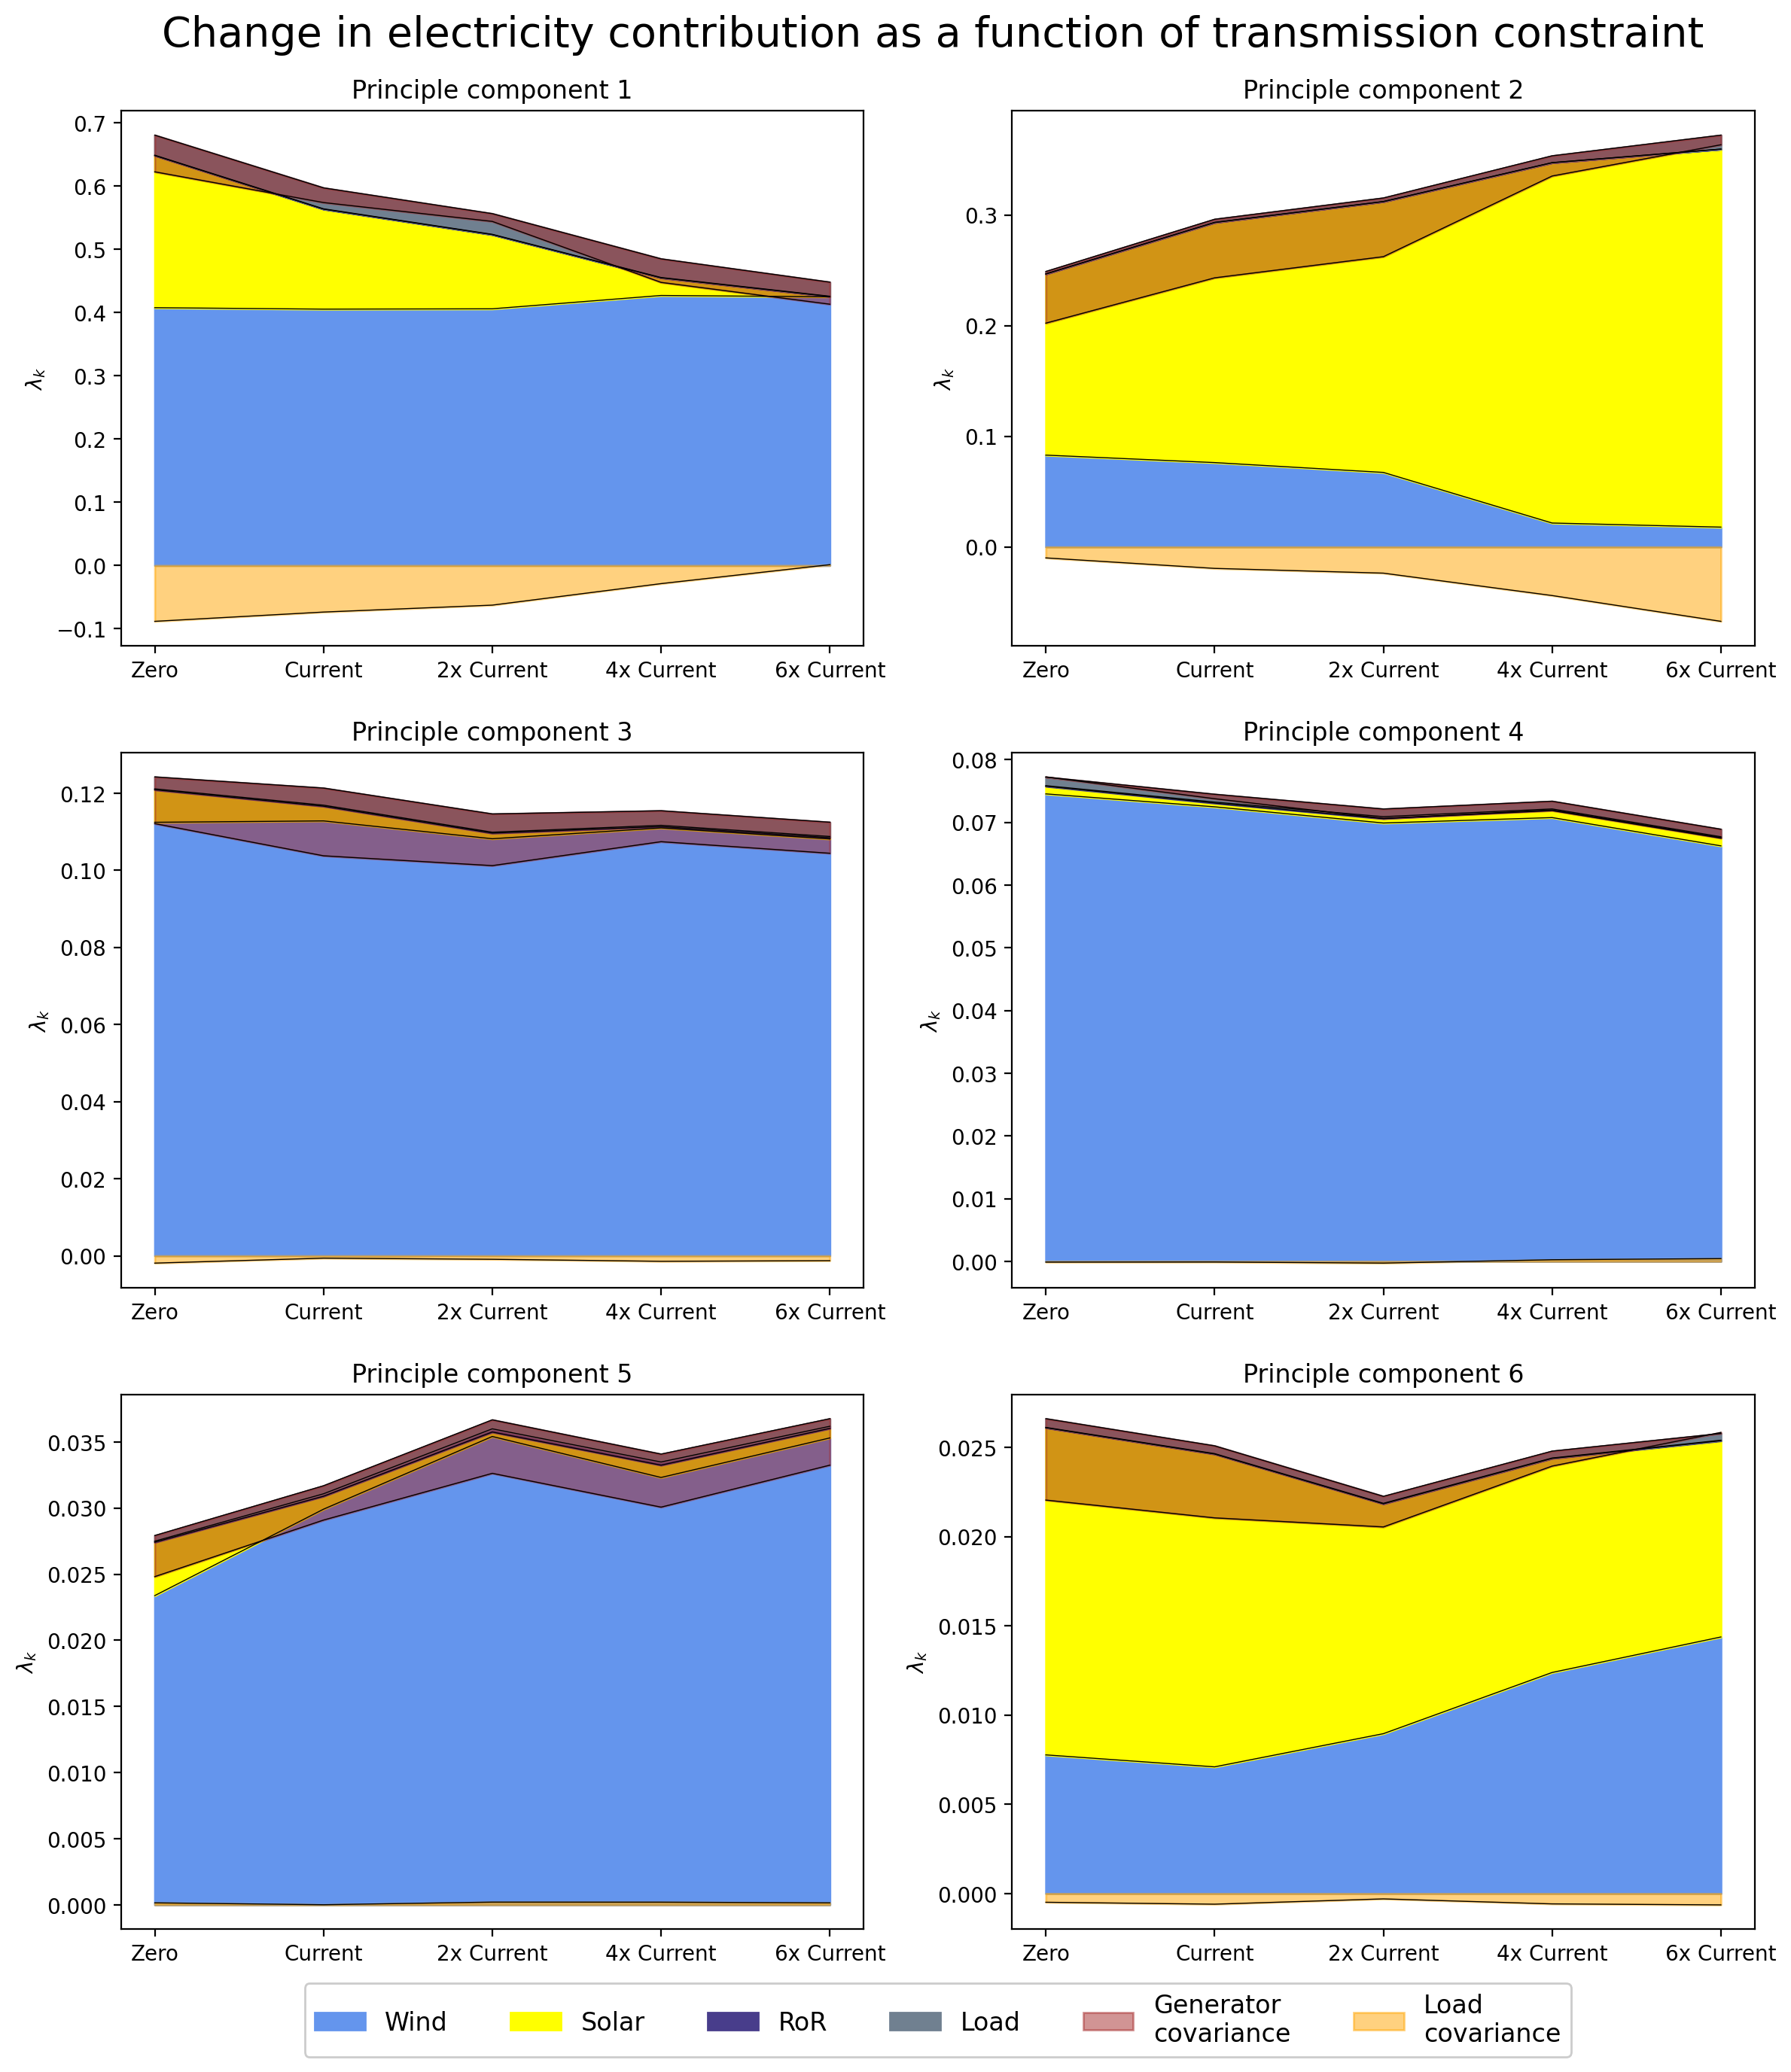 Change in electricity contribution as a function of transmission constraint
Principle component 1
0.7
0.6
0.5
0.4
0.3
0.2
0.1
0.0
−0.1
λk
Zero Current 2x Current 4x Current 6x Current
Principle component 2
0.3
0.2
0.1
0.0
λk
Zero Current 2x Current 4x Current 6x Current
Principle component 3
0.12
0.10
0.08
0.06
0.04
0.02
0.00
λk
Zero Current 2x Current 4x Current 6x Current
Principle component 4
0.08
0.07
0.06
0.05
0.04
0.03
0.02
0.01
0.00
λk
Zero Current 2x Current 4x Current 6x Current
Principle component 5
0.035
0.030
0.025
0.020
0.015
0.010
0.005
0.000
λk
Zero Current 2x Current 4x Current 6x Current
Principle component 6
0.025
0.020
0.015
0.010
0.005
0.000
λk
Zero Current 2x Current 4x Current 6x Current
Wind
Solar
RoR
Load
Generator
covariance
Load
covariance